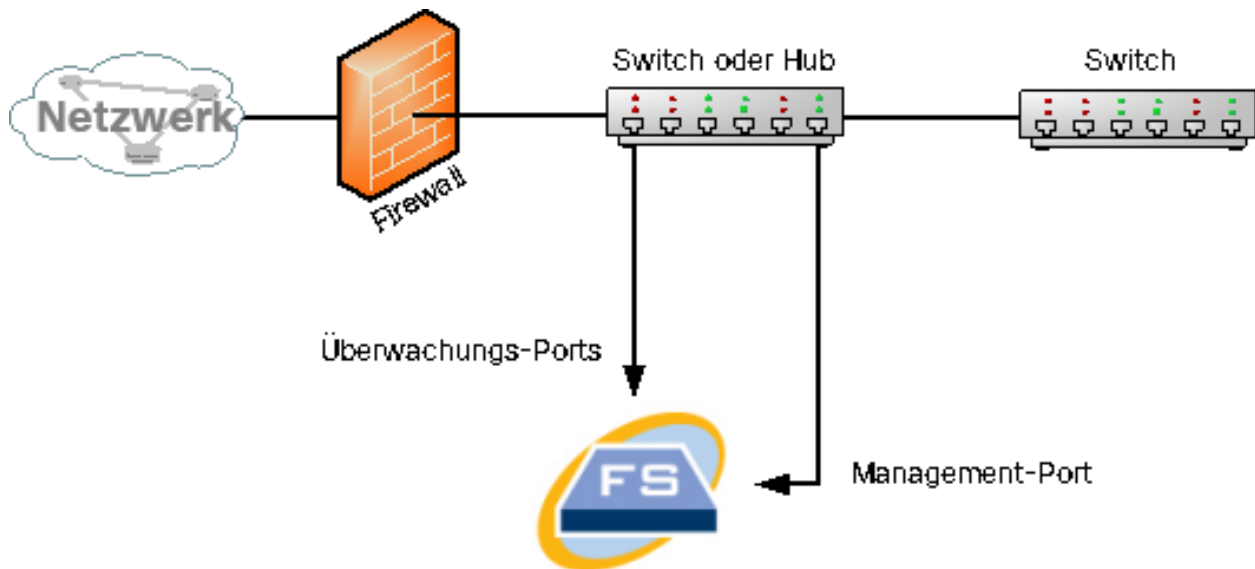 Switch oder Hub
Switch
Netzwerk
Firewall
Überwachungs-Ports
FS
Management-Port